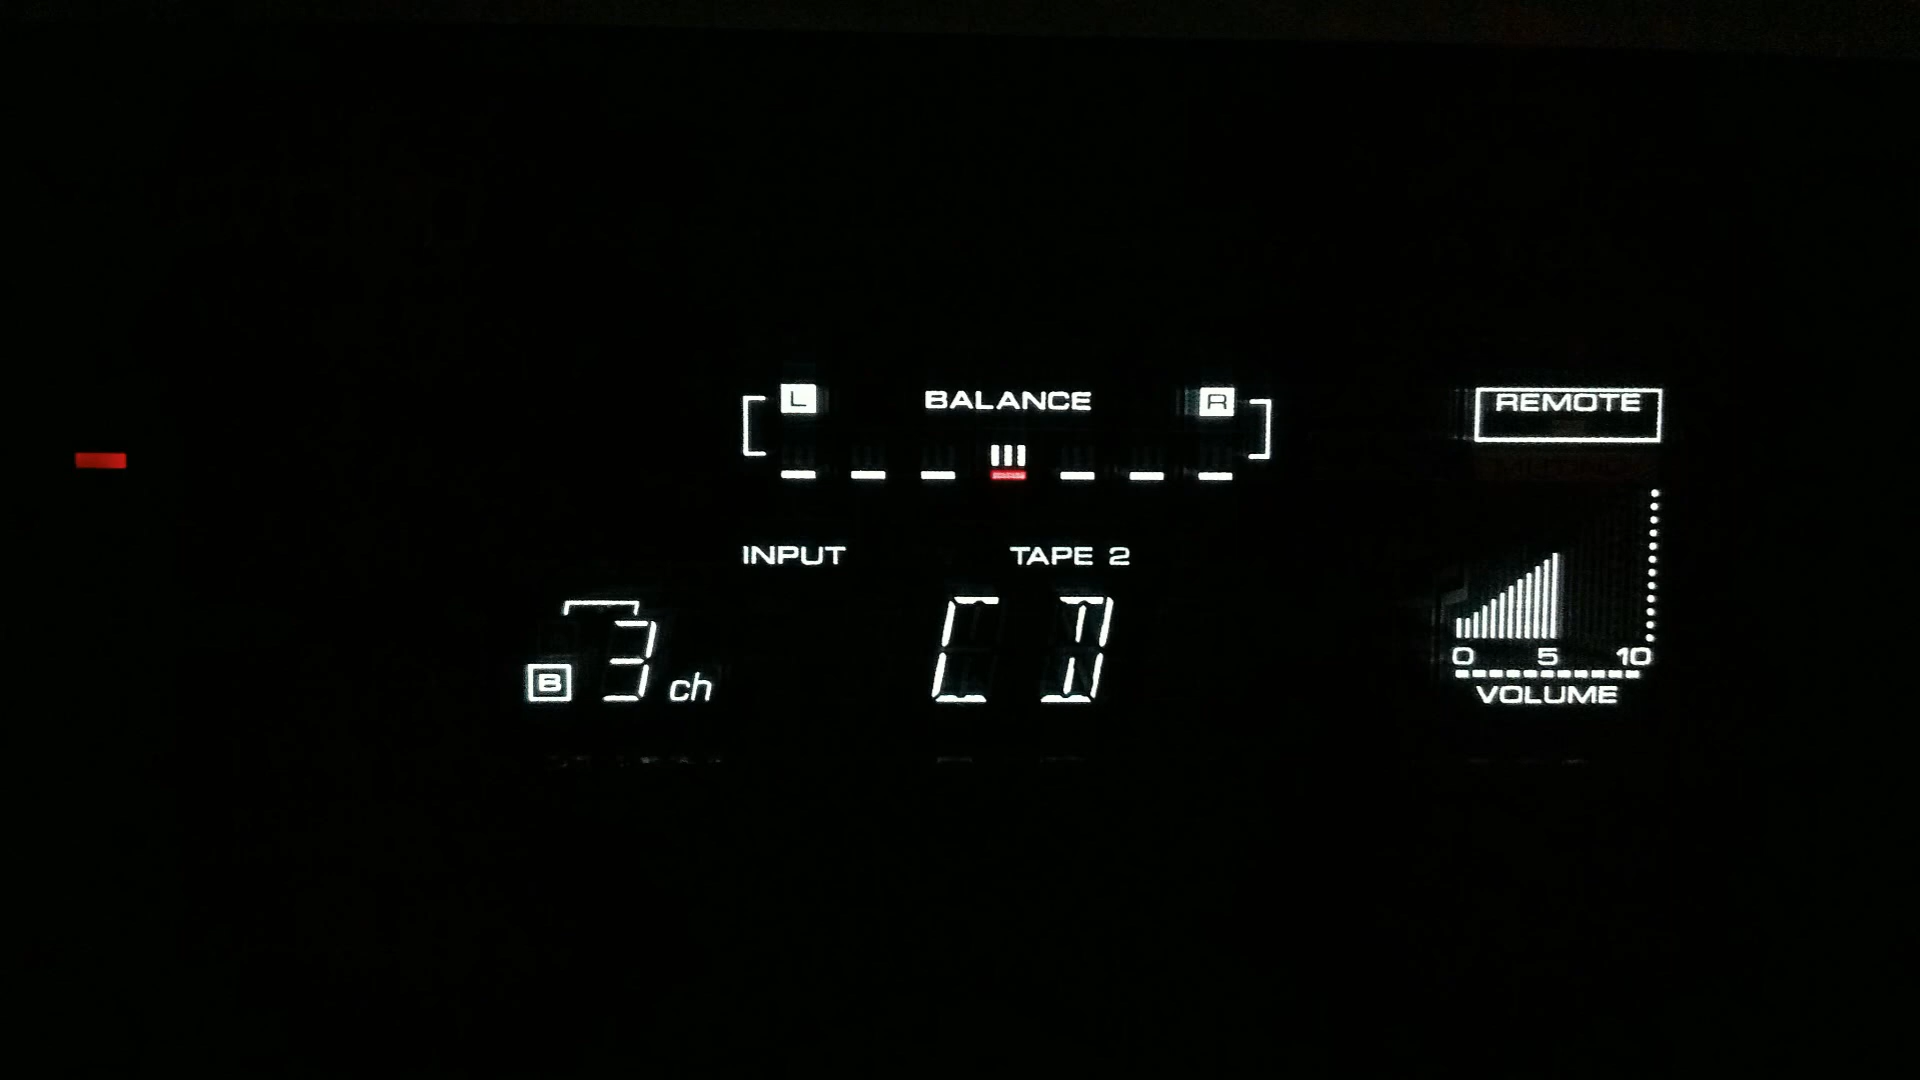 L BALANCE R REMOTE
INPUT TAPE 2
B 3 ch CD
0 5 10
VOLUME